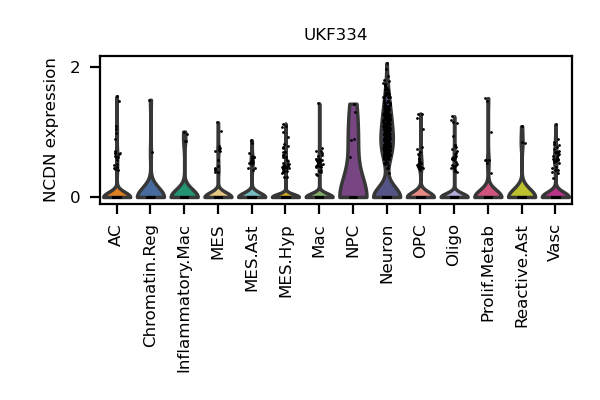 UKF334
NCDN expression
2
0
AC
Chromatin.Reg
Inflammatory.Mac
MES
MES.Ast
MES.Hyp
Mac
NPC
Neuron
OPC
Oligo
Prolif.Metab
Reactive.Ast
Vasc